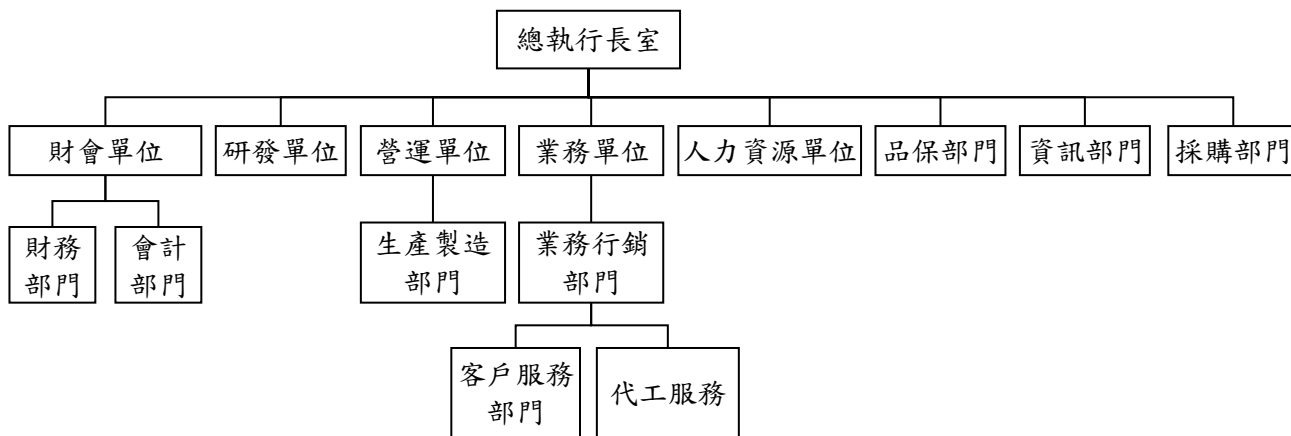 總執行長室
財會單位
研發單位
營運單位
業務單位
人力資源單位
品保部門
資訊部門
採購部門
財務
部門
會計
部門
生產製造
部門
業務行銷
部門
客戶服務
部門
代工服務